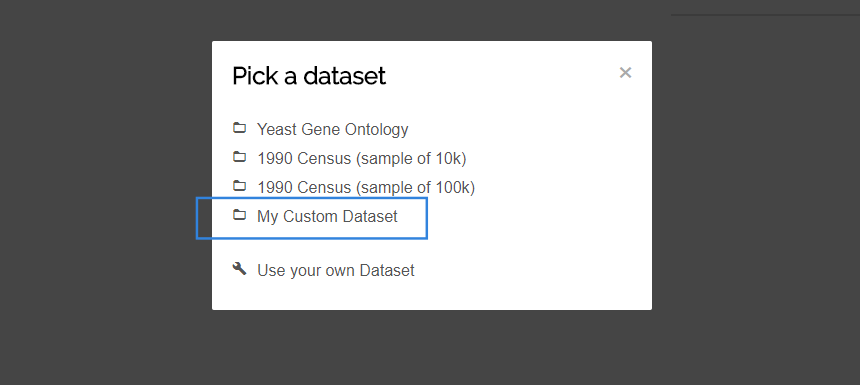 Pick a dataset
Yeast Gene Ontology
1990 Census (sample of 10k)
1990 Census (sample of 100k)
My Custom Dataset
Use your own Dataset